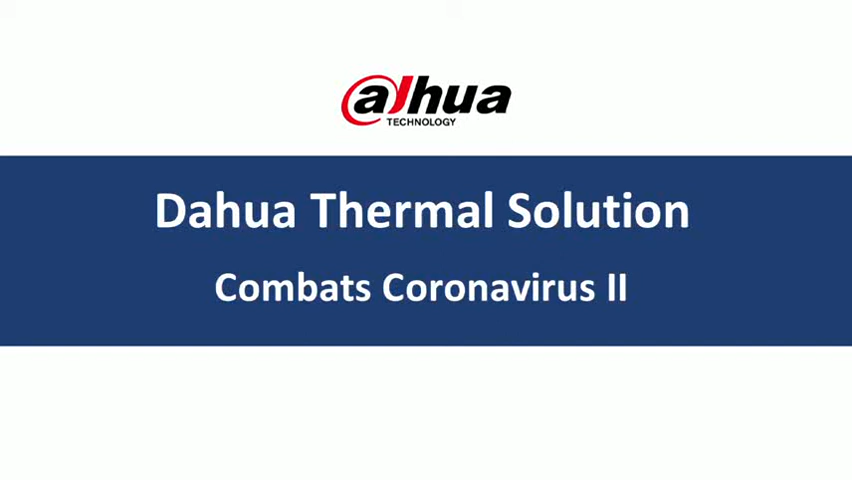 alhua
TECHNOLOGY
Dahua Thermal Solution
Combats Coronavirus II